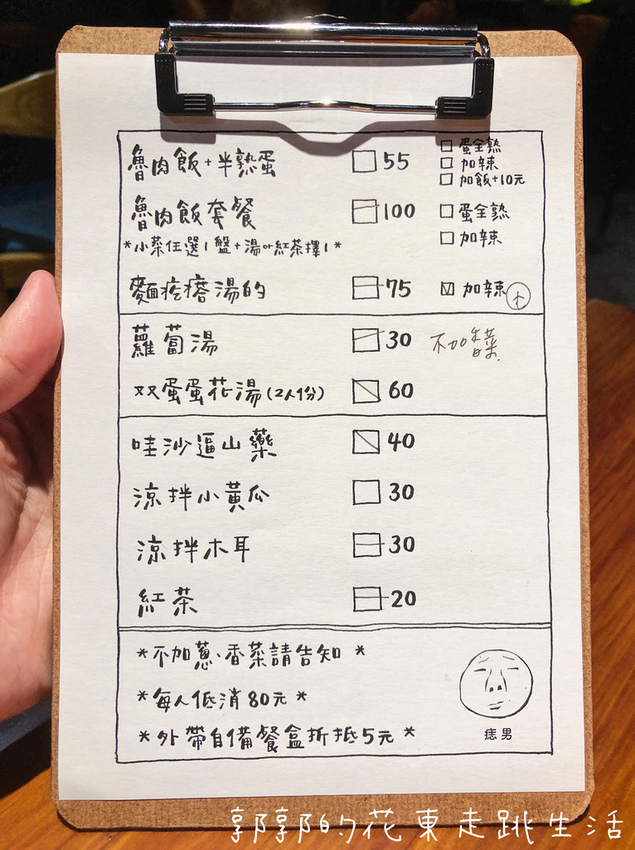 魯肉飯+半熟蛋 55 蛋全熟
加辣
加飯+10元
魯肉飯套餐 100 蛋全熟
加辣
*小菜任選1盤+湯or紅茶擇1*
麵疙瘩湯的 75 加辣 小
蘿蔔湯 30 不加香菜
双蛋蛋花湯(2人份) 60
哇沙逼山藥 40
涼拌小黃瓜 30
涼拌木耳 30
紅茶 20
*不加蔥、香菜請告知*
*每人低消80元*
*外帶自備餐盒折抵5元*
痣男
郭郭的花東走跳生活